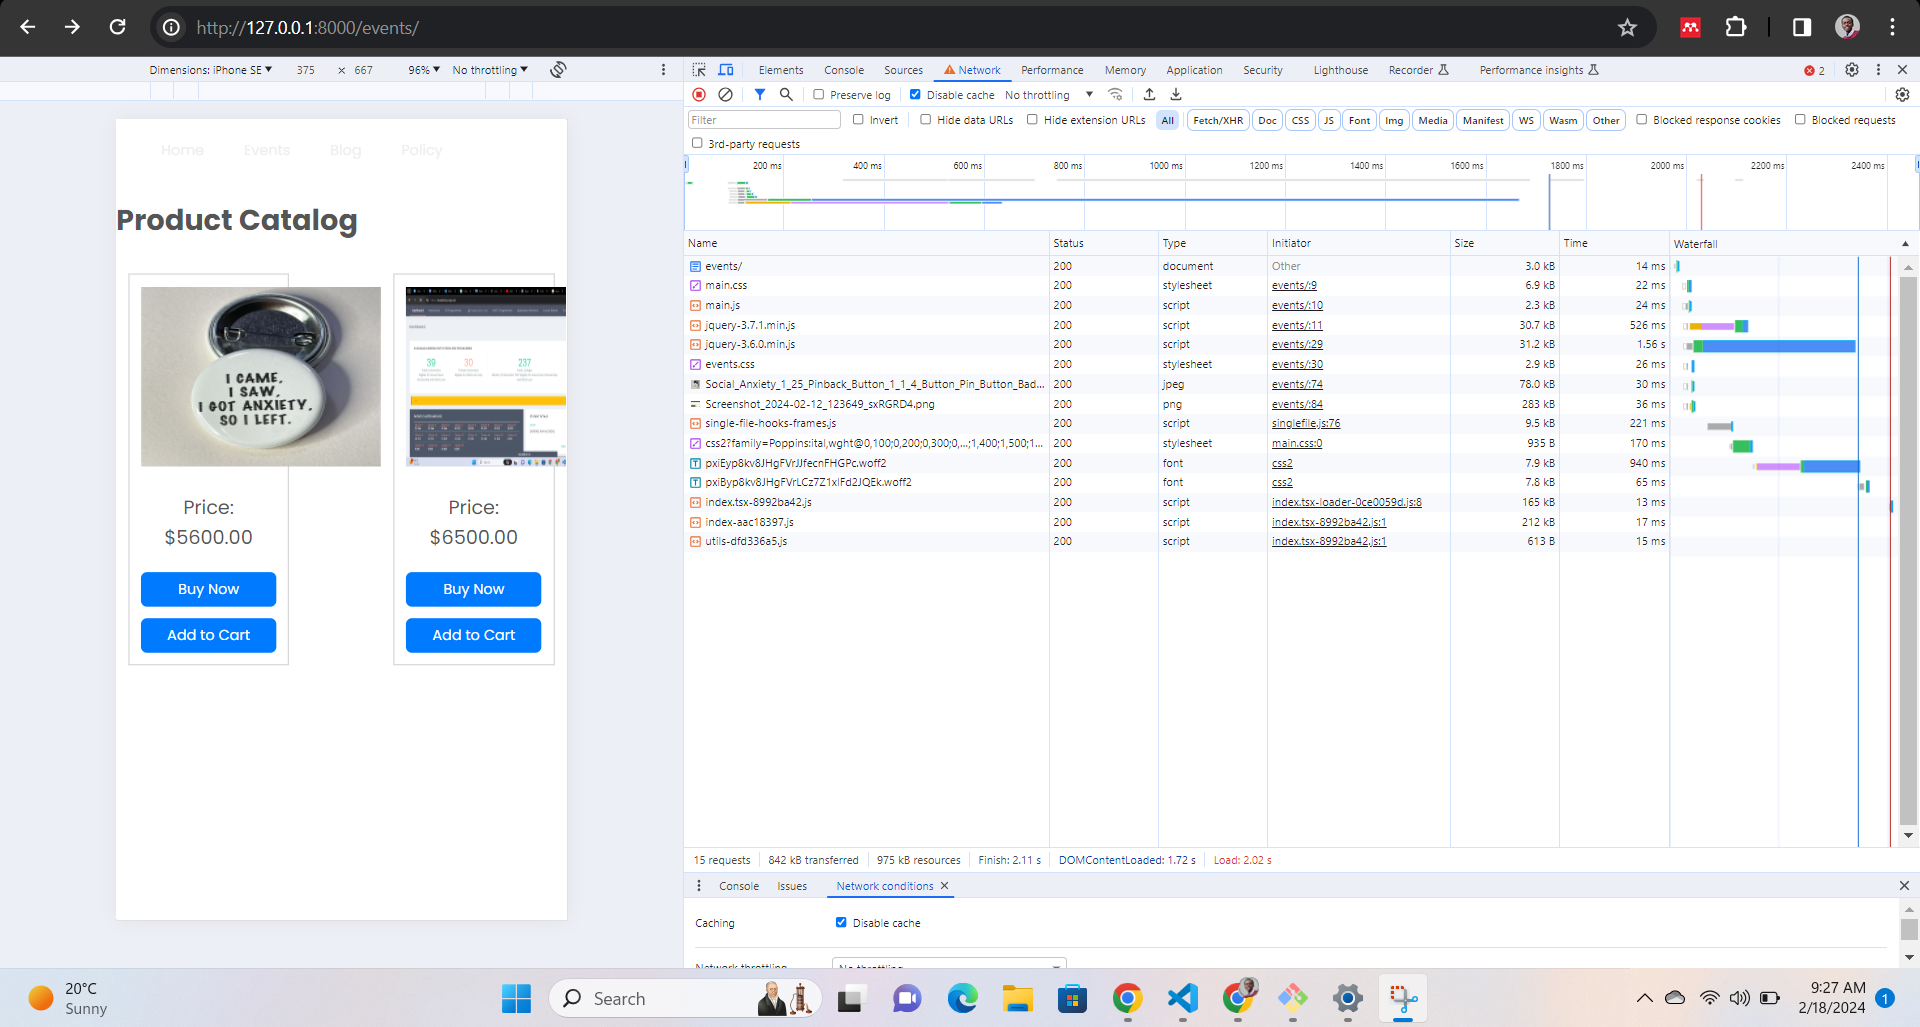 http://127.0.0.1:8000/events/
Dimensions: iPhone SE 375 × 667 96% No throttling
Home Events Blog Policy
Product Catalog
I CAME,
I SAW,
I GOT ANXIETY,
SO I LEFT.
39 30 237
Price:
$5600.00
Buy Now
Add to Cart
Price:
$6500.00
Buy Now
Add to Cart
Elements Console Sources Network Performance Memory Application Security Lighthouse Recorder Performance insights 2
Preserve log Disable cache No throttling
Filter Invert Hide data URLs Hide extension URLs All Fetch/XHR Doc CSS JS Font Img Media Manifest WS Wasm Other Blocked response cookies Blocked requests
3rd-party requests
200 ms 400 ms 600 ms 800 ms 1000 ms 1200 ms 1400 ms 1600 ms 1800 ms 2000 ms 2200 ms 2400 ms
Name Status Type Initiator Size Time Waterfall
events/ 200 document Other 3.0 kB 14 ms
main.css 200 stylesheet events/:9 6.9 kB 22 ms
main.js 200 script events/:10 2.3 kB 24 ms
jquery-3.7.1.min.js 200 script events/:11 30.7 kB 526 ms
jquery-3.6.0.min.js 200 script events/:29 31.2 kB 1.56 s
events.css 200 stylesheet events/:30 2.9 kB 26 ms
Social_Anxiety_1_25_Pinback_Button_1_1_4_Button_Pin_Button_Bad... 200 jpeg events/:74 78.0 kB 30 ms
Screenshot_2024-02-12_123649_sxRGRD4.png 200 png events/:84 283 kB 36 ms
single-file-hooks-frames.js 200 script singlefile.js:76 9.5 kB 221 ms
css2?family=Poppins:ital,wght@0,100;0,200;0,300;0,...;1,400;1,500;1... 200 stylesheet main.css:0 935 B 170 ms
pxiEyp8kv8JHgFVrJJfecnFHGPc.woff2 200 font css2 7.9 kB 940 ms
pxiByp8kv8JHgFVrLCz7Z1xlFd2JQEk.woff2 200 font css2 7.8 kB 65 ms
index.tsx-8992ba42.js 200 script index.tsx-loader-0ce0059d.js:8 165 kB 13 ms
index-aac18397.js 200 script index.tsx-8992ba42.js:1 212 kB 17 ms
utils-dfd336a5.js 200 script index.tsx-8992ba42.js:1 613 B 15 ms
15 requests 842 kB transferred 975 kB resources Finish: 2.11 s DOMContentLoaded: 1.72 s Load: 2.02 s
Console Issues Network conditions
Caching Disable cache
Network throttling No throttling
20°C
Sunny
Search
9:27 AM
2/18/2024
1